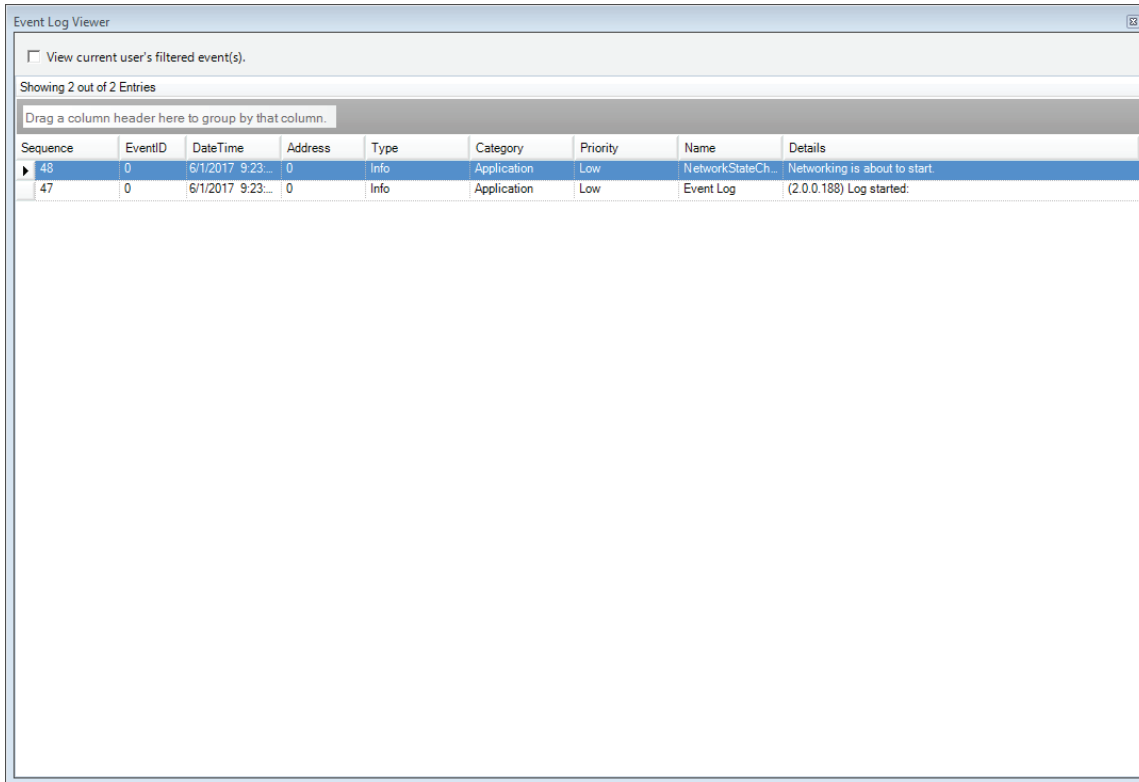 Event Log Viewer
View current user's filtered event(s).
Showing 2 out of 2 Entries
Drag a column header here to group by that column.
Sequence EventID DateTime Address Type Category Priority Name Details
48 0 6/1/2017 9:23:... 0 Info Application Low NetworkStateCh... Networking is about to start.
47 0 6/1/2017 9:23:... 0 Info Application Low Event Log (2.0.0.188) Log started: